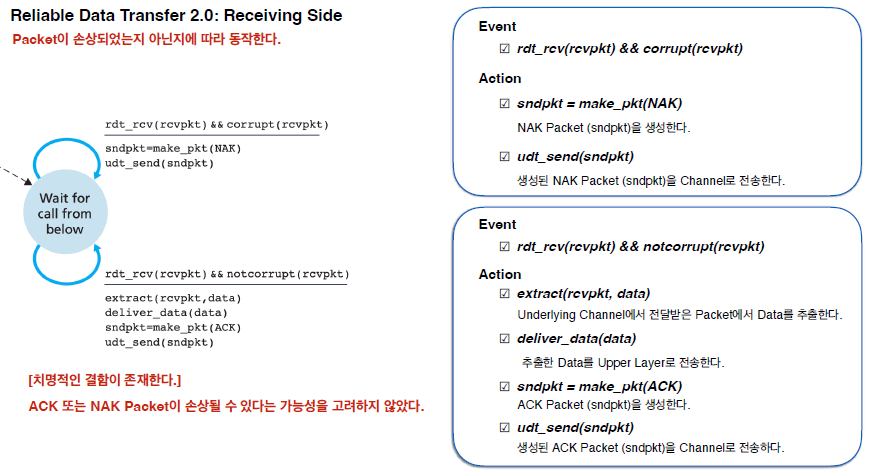 Reliable Data Transfer 2.0: Receiving Side
Packet이 손상되었는지 아닌지에 따라 동작한다.
rdt_rcv(rcvpkt) && corrupt(rcvpkt)
sndpkt=make_pkt(NAK)
udt_send(sndpkt)
Wait for
call from
below
rdt_rcv(rcvpkt) && notcorrupt(rcvpkt)
extract(rcvpkt,data)
deliver_data(data)
sndpkt=make_pkt(ACK)
udt_send(sndpkt)
[치명적인 결함이 존재한다.]
ACK 또는 NAK Packet이 손상될 수 있다는 가능성을 고려하지 않았다.
Event
☑ rdt_rcv(rcvpkt) && corrupt(rcvpkt)
Action
☑ sndpkt = make_pkt(NAK)
NAK Packet (sndpkt)을 생성한다.
☑ udt_send(sndpkt)
생성된 NAK Packet (sndpkt)을 Channel로 전송한다.
Event
☑ rdt_rcv(rcvpkt) && notcorrupt(rcvpkt)
Action
☑ extract(rcvpkt, data)
Underlying Channel에서 전달받은 Packet에서 Data를 추출한다.
☑ deliver_data(data)
추출한 Data를 Upper Layer로 전송한다.
☑ sndpkt = make_pkt(ACK)
ACK Packet (sndpkt)을 생성한다.
☑ udt_send(sndpkt)
생성된 ACK Packet (sndpkt)을 Channel로 전송하다.